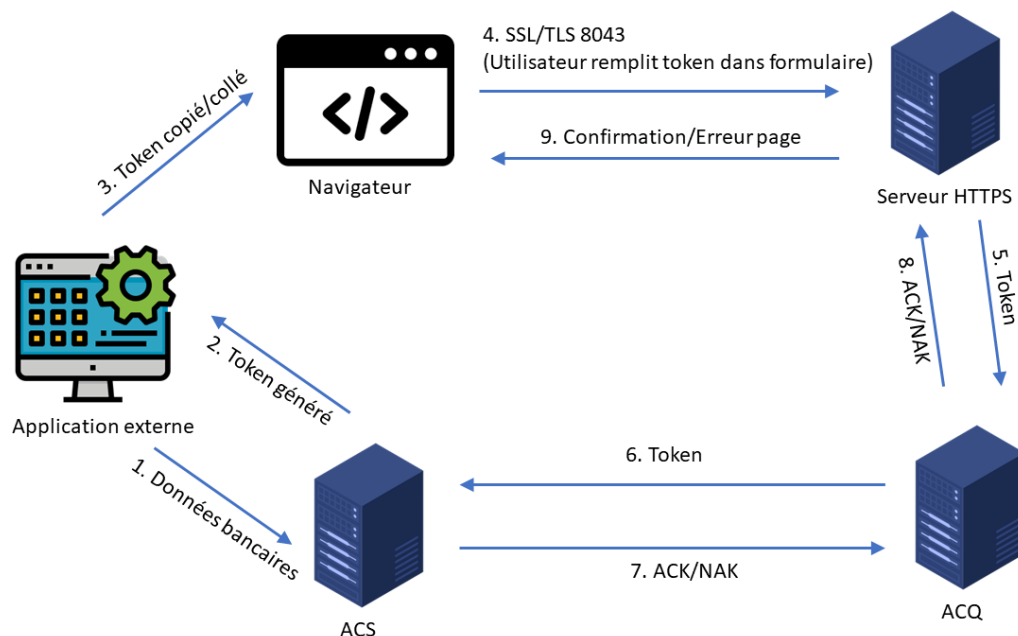 4. SSL/TLS 8043
(Utilisateur remplit token dans formulaire)
3. Token copié/collé
9. Confirmation/Erreur page
Navigateur
Serveur HTTPS
8. ACK/NAK
5. Token
2. Token généré
Application externe
1. Données bancaires
6. Token
7. ACK/NAK
ACS
ACQ